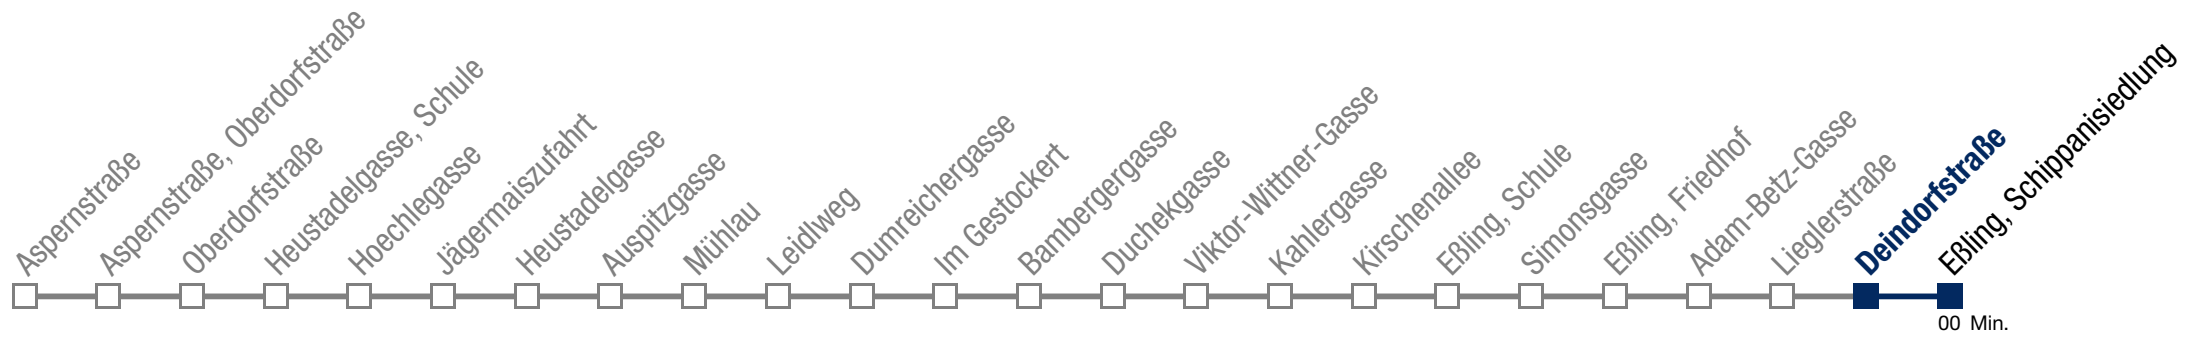 Aspernstraße
Aspernstraße, Oberdorfstraße
Oberdorfstraße
Heustadelgasse, Schule
Hoechlegasse
Jägermaiszufahrt
Heustadelgasse
Auspitzgasse
Mühlau
Leidlweg
Dumreichergasse
Im Gestockert
Bambergergasse
Duchekgasse
Viktor-Wittner-Gasse
Kahlergasse
Kirschenallee
Eßling, Schule
Simonsgasse
Eßling, Friedhof
Adam-Betz-Gasse
Lieglerstraße
Deindorfstraße
Eßling, Schippanisiedlung
00 Min.